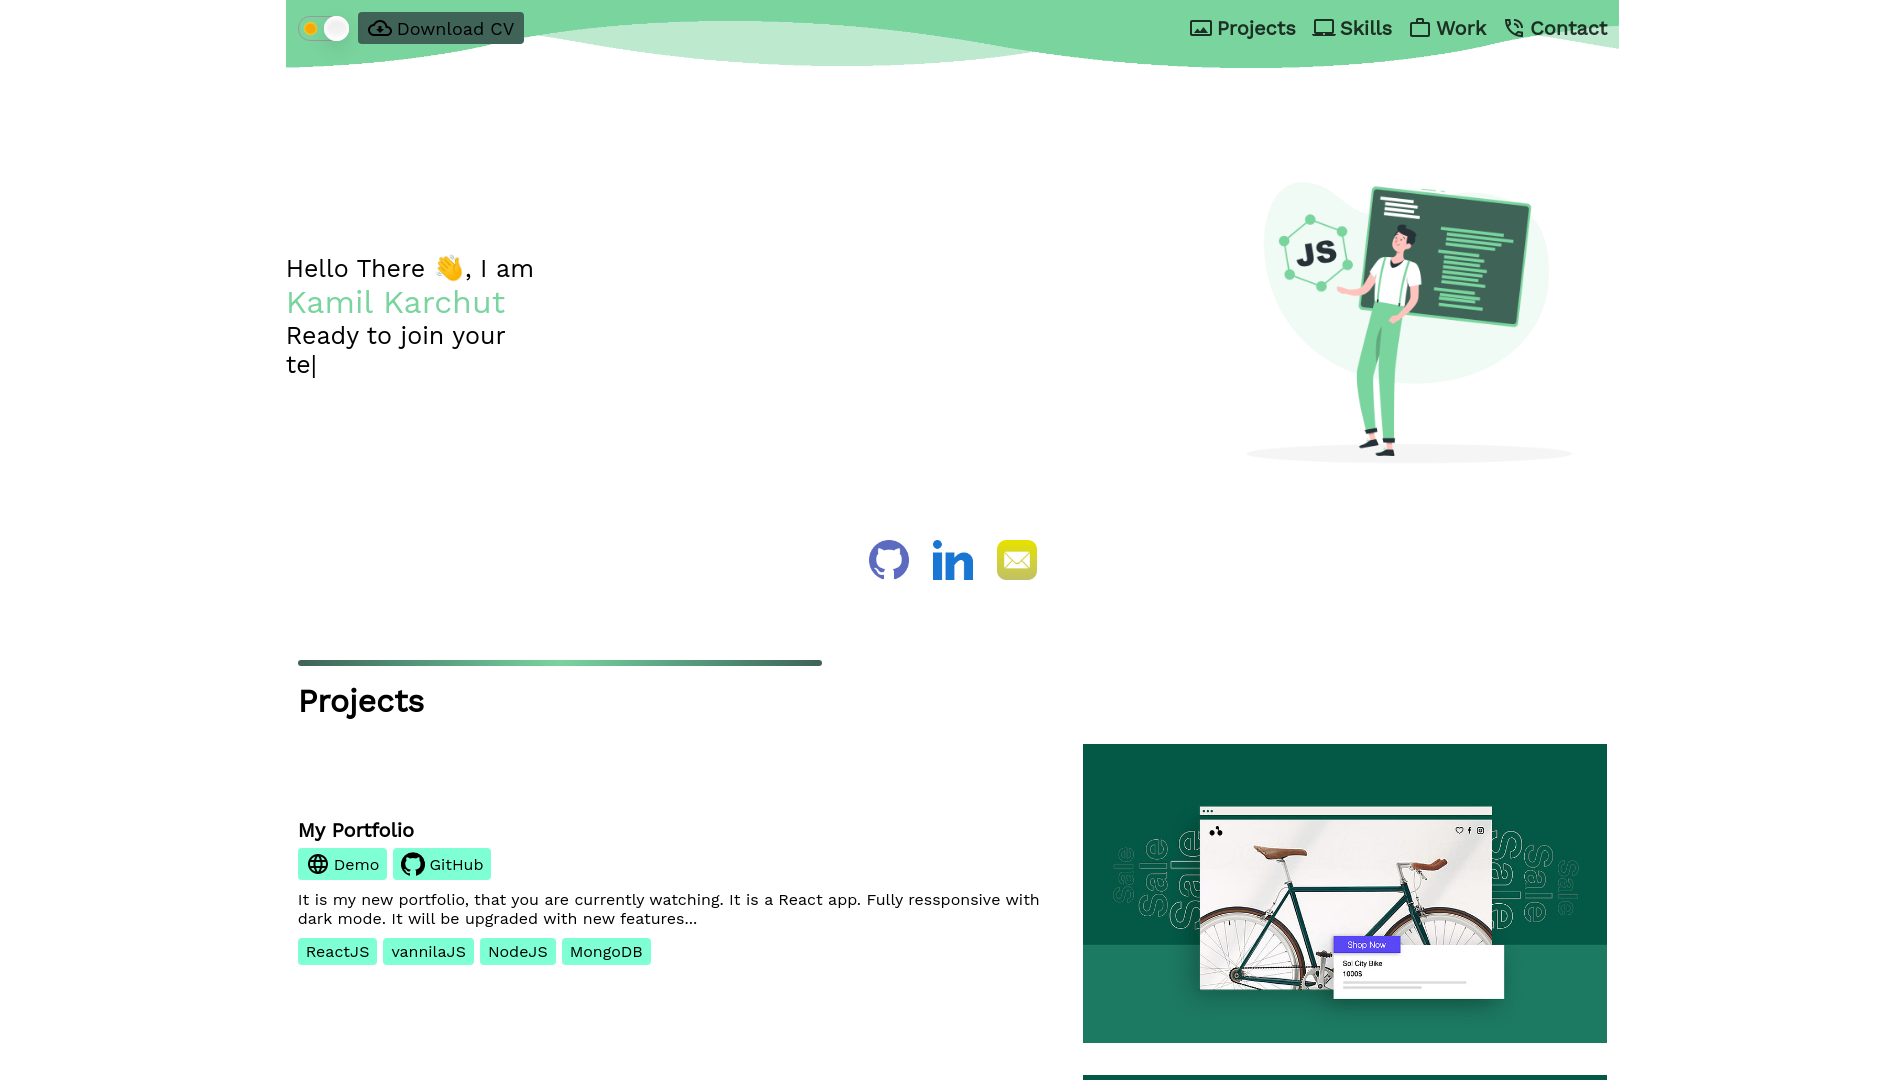 Download CV
Projects
Skills
Work
Contact
Hello There 👋, I am
Kamil Karchut
Ready to join your
te|
JS
in
Projects
My Portfolio
Demo
GitHub
It is my new portfolio, that you are currently watching. It is a React app. Fully ressponsive with
dark mode. It will be upgraded with new features...
ReactJS
vannilaJS
NodeJS
MongoDB
Sale
Sale
Sale
Sale
Sale
Sale
Shop Now
Sol City Bike
1000$